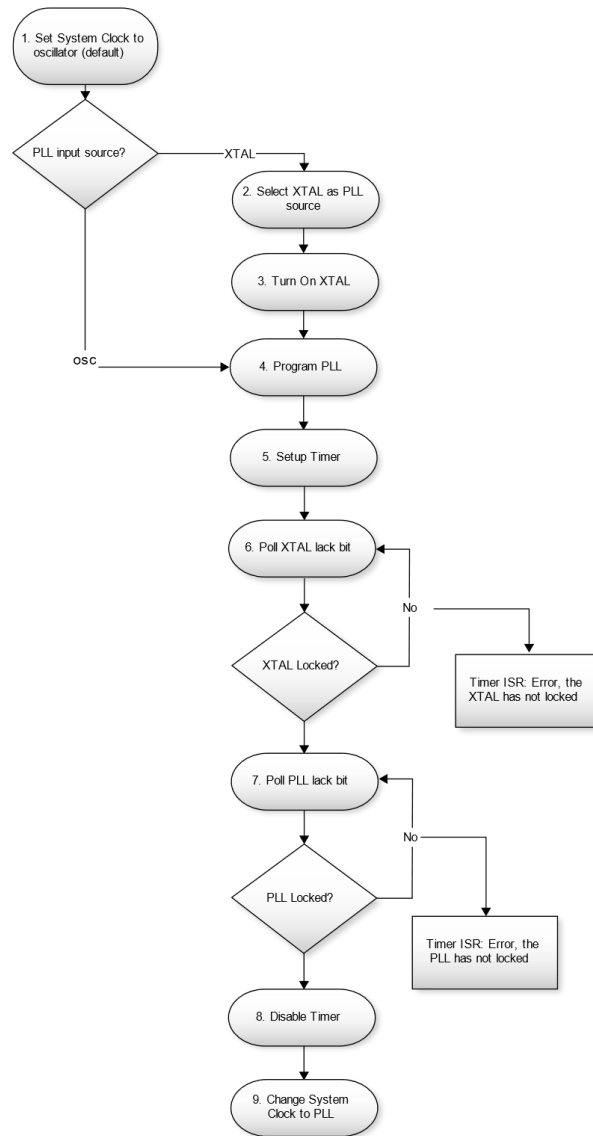 1. Set System Clock to
oscillator (default)
PLL input source?
XTAL
2. Select XTAL as PLL
source
3. Turn On XTAL
osc
4. Program PLL
5. Setup Timer
6. Poll XTAL lack bit
No
XTAL Locked?
Timer ISR: Error, the
XTAL has not locked
7. Poll PLL lack bit
No
PLL Locked?
Timer ISR: Error, the
PLL has not locked
8. Disable Timer
9. Change System
Clock to PLL